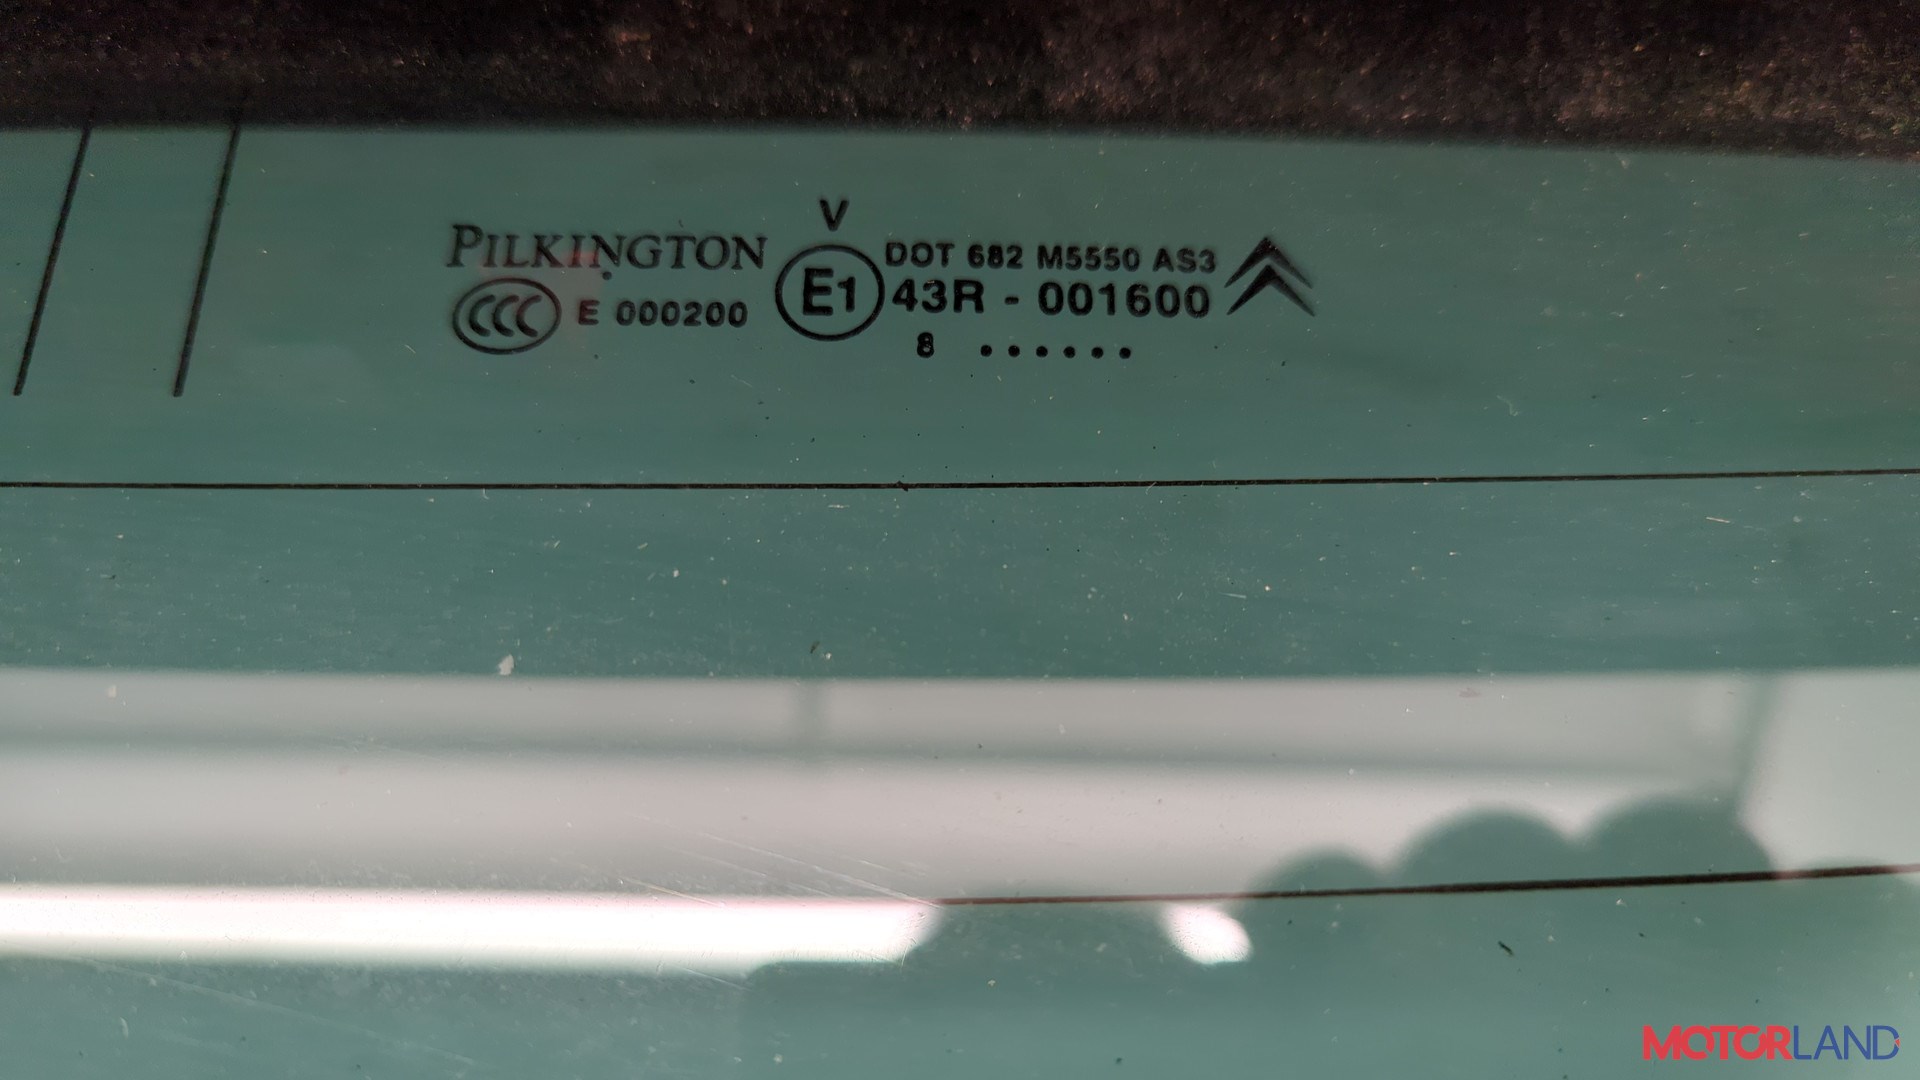 V
PILKINGTON
CCC E 000200
E1
DOT 682 M5550 AS3
43R - 001600
8 ......
MOTORLAND